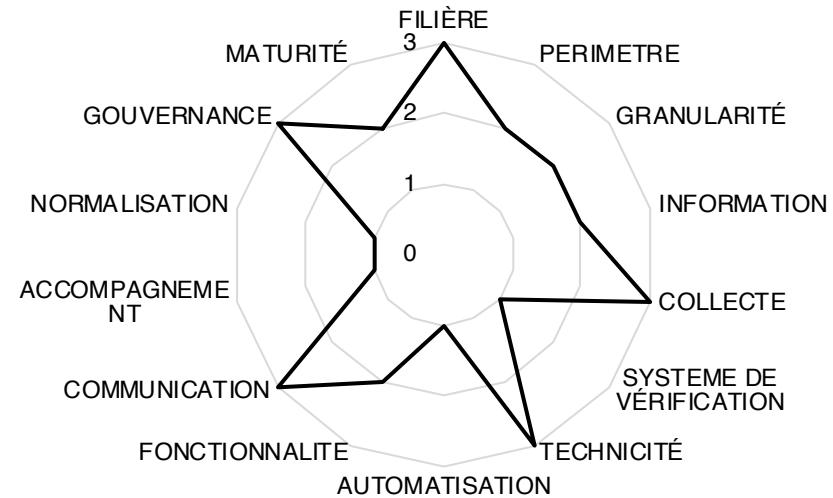 FILIÈRE
3
MATURITÉ
PERIMETRE
GOUVERNANCE
2
GRANULARITÉ
1
NORMALISATION
INFORMATION
0
ACCOMPAGNEME
NT
COLLECTE
COMMUNICATION
SYSTEME DE
VÉRIFICATION
FONCTIONNALITE
TECHNICITÉ
AUTOMATISATION